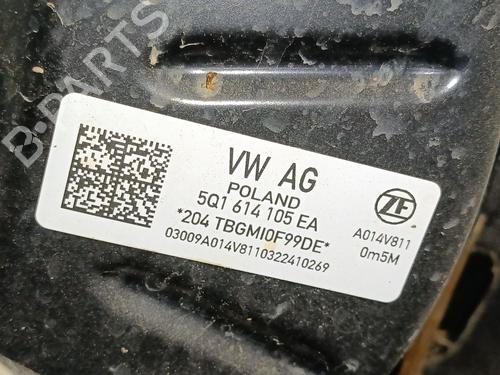 B-PARTS
VW AG
POLAND
5Q1 614 105 EA
*204 TBGMI0F99DE*
03009A014V8110322410269
ZF
A014V811
0m5M